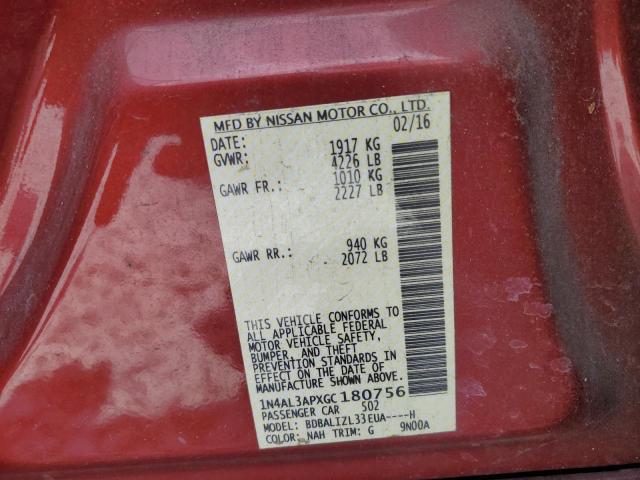 MFD BY NISSAN MOTOR CO., LTD.
DATE: 02/16
GVWR: 1917 KG
4226 LB
GAWR FR.: 1010 KG
2227 LB
GAWR RR.: 940 KG
2072 LB
THIS VEHICLE CONFORMS TO
ALL APPLICABLE FEDERAL
MOTOR VEHICLE SAFETY,
BUMPER, AND THEFT
PREVENTION STANDARDS IN
EFFECT ON THE DATE OF
MANUFACTURE SHOWN ABOVE.
1N4AL3APXGC180756
PASSENGER CAR S02
MODEL: BDBALIZL33EUA----H
COLOR: NAH TRIM: G 9N00A